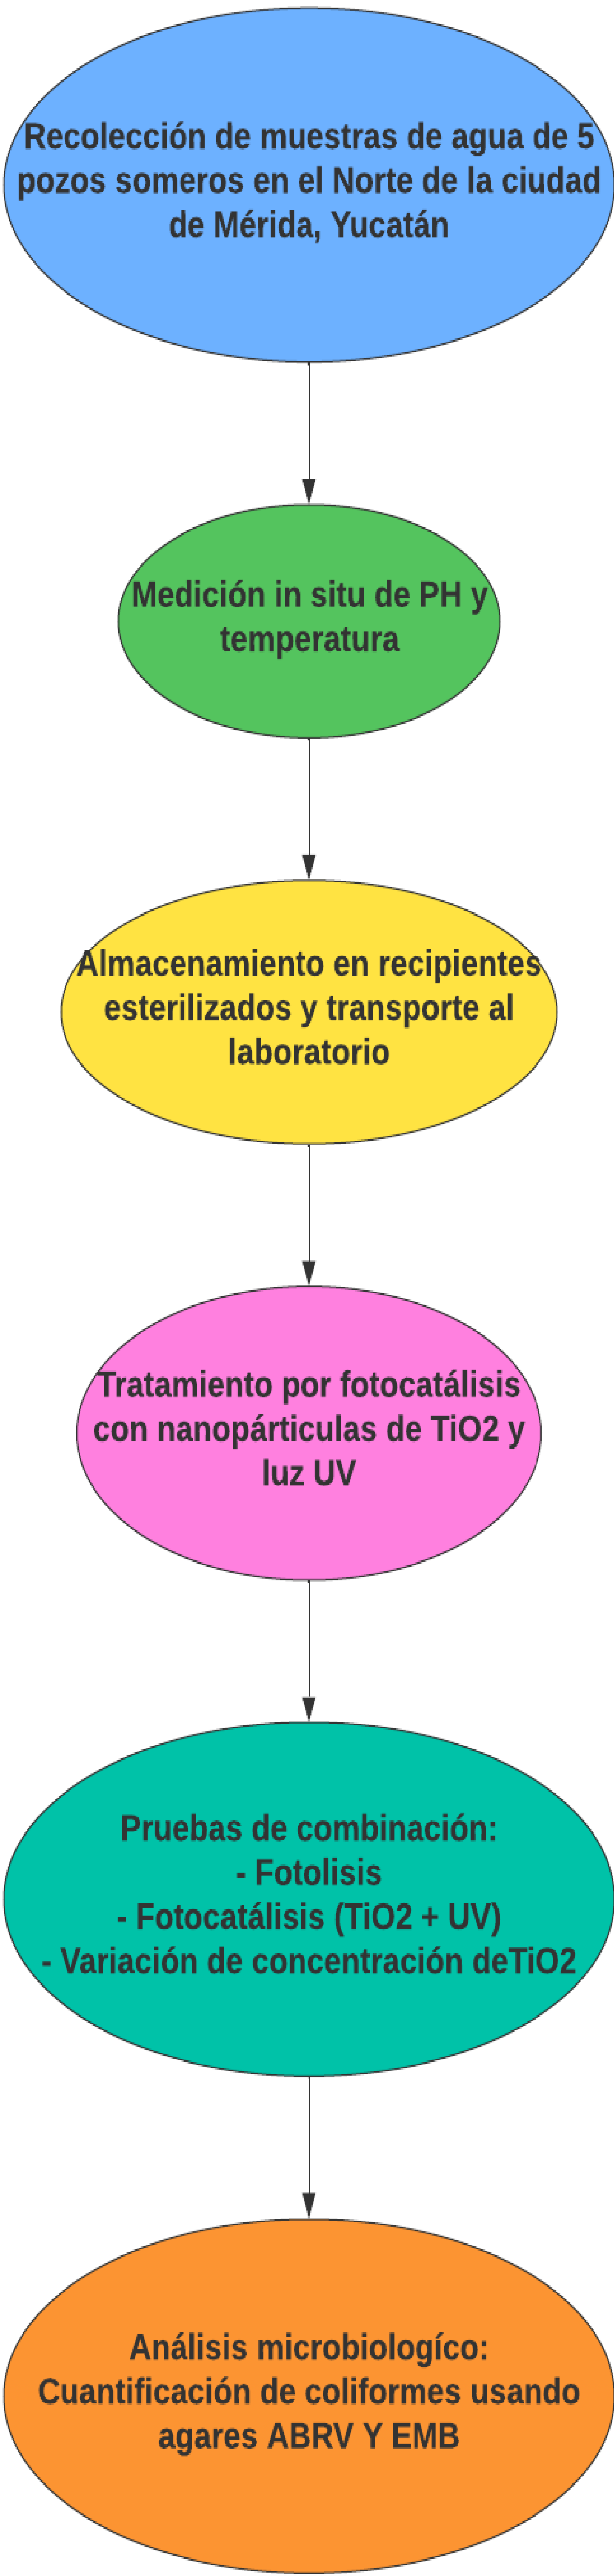 Recolección de muestras de agua de 5
pozos someros en el Norte de la ciudad
de Mérida, Yucatán
Medición in situ de PH y
temperatura
Almacenamiento en recipientes
esterilizados y transporte al
laboratorio
Tratamiento por fotocatálisis
con nanopárticulas de TiO2 y
luz UV
Pruebas de combinación:
- Fotolisis
- Fotocatálisis (TiO2 + UV)
- Variación de concentración deTiO2
Análisis microbiologíco:
Cuantificación de coliformes usando
agares ABRV Y EMB